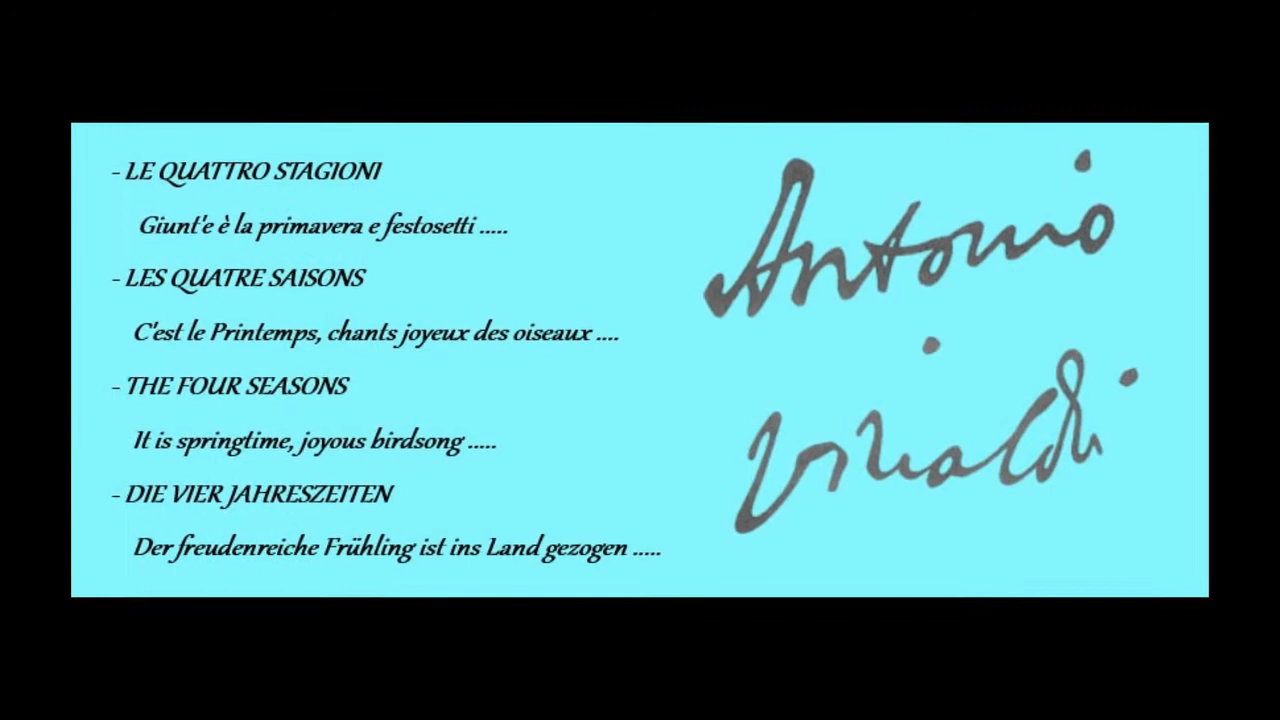 - LE QUATTRO STAGIONI
Giunt'e è la primavera e festosetti .....
- LES QUATRE SAISONS
C'est le Printemps, chants joyeux des oiseaux ....
- THE FOUR SEASONS
It is springtime, joyous birdsong .....
- DIE VIER JAHRESZEITEN
Der freudenreiche Frühling ist ins Land gezogen .....
Antonio
Vivaldi